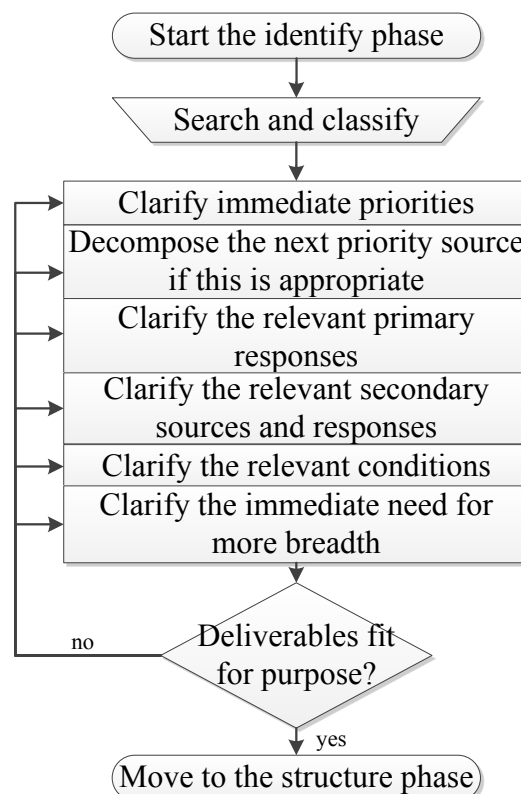 Start the identify phase
Search and classify
Clarify immediate priorities
Decompose the next priority source
if this is appropriate
Clarify the relevant primary
responses
Clarify the relevant secondary
sources and responses
Clarify the relevant conditions
Clarify the immediate need for
more breadth
Deliverables fit
for purpose?
no
yes
Move to the structure phase